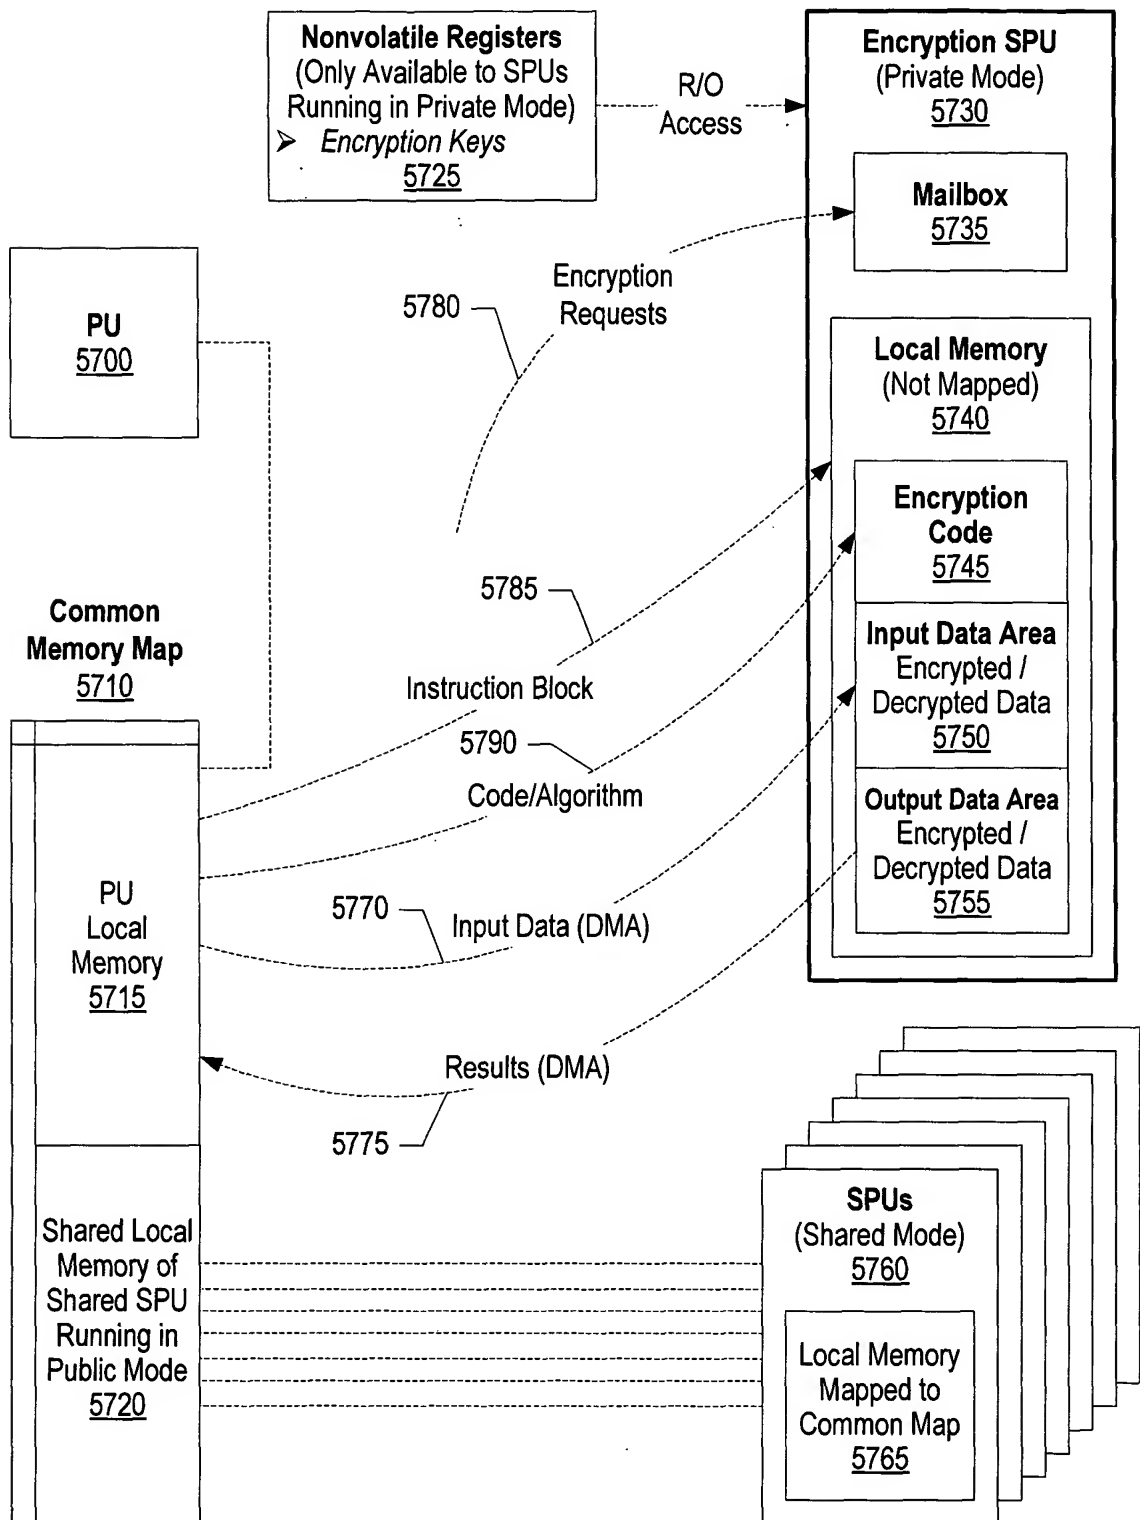 Nonvolatile Registers
(Only Available to SPUs
Running in Private Mode)
➢ Encryption Keys
5725
R/O
Access
Encryption SPU
(Private Mode)
5730
Mailbox
5735
PU
5700
5780
Encryption
Requests
Local Memory
(Not Mapped)
5740
Encryption
Code
5745
Input Data Area
Encrypted /
Decrypted Data
5750
Output Data Area
Encrypted /
Decrypted Data
5755
Common
Memory Map
5710
5785
Instruction Block
5790
Code/Algorithm
PU
Local
Memory
5715
5770
Input Data (DMA)
Results (DMA)
5775
Shared Local
Memory of
Shared SPU
Running in
Public Mode
5720
SPUs
(Shared Mode)
5760
Local Memory
Mapped to
Common Map
5765